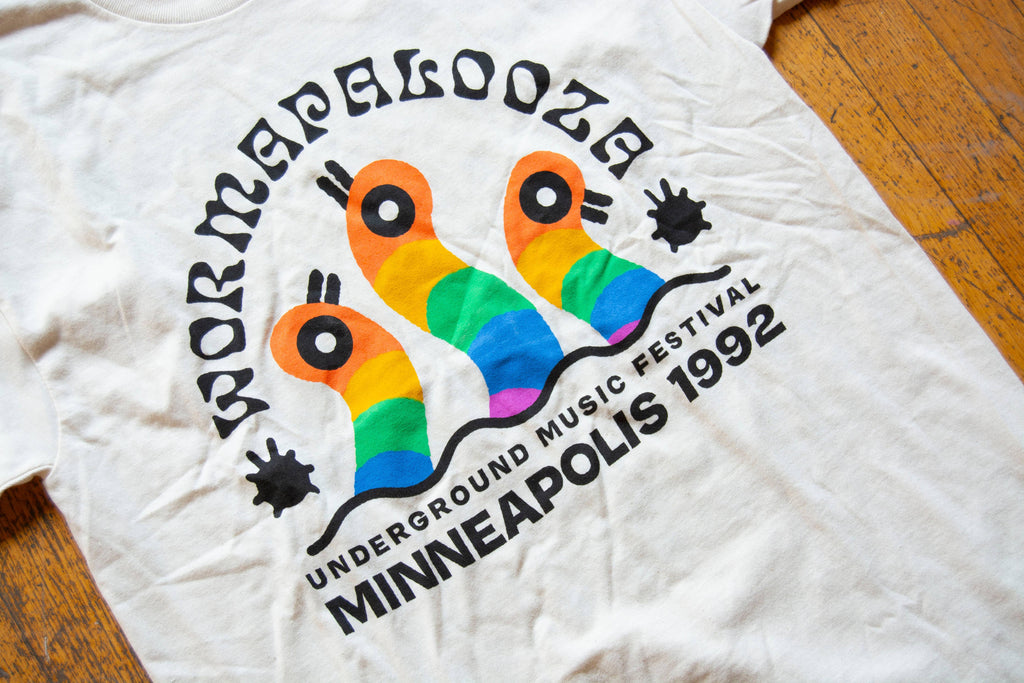 WORMAPALOOZA
UNDERGROUND MUSIC FESTIVAL
MINNEAPOLIS 1992